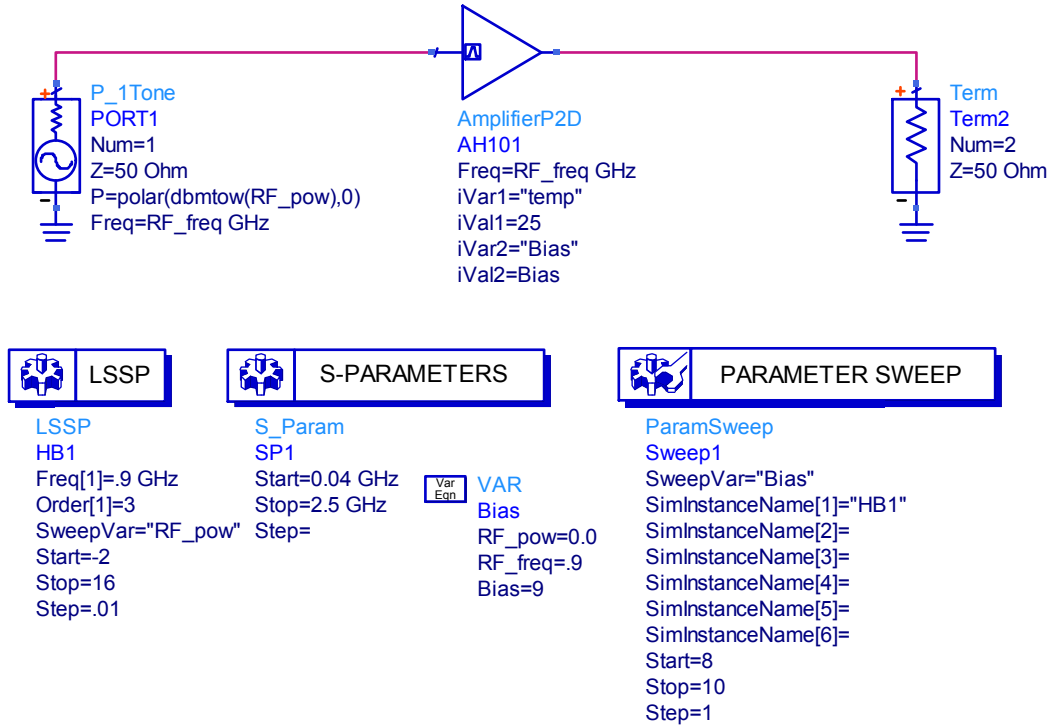 P_1Tone
PORT1
Num=1
Z=50 Ohm
P=polar(dbmtow(RF_pow),0)
Freq=RF_freq GHz
AmplifierP2D
AH101
Freq=RF_freq GHz
iVar1="temp"
iVal1=25
iVar2="Bias"
iVal2=Bias
Term
Term2
Num=2
Z=50 Ohm
LSSP
LSSP
HB1
Freq[1]=.9 GHz
Order[1]=3
SweepVar="RF_pow"
Start=-2
Stop=16
Step=.01
S-PARAMETERS
S_Param
SP1
Start=0.04 GHz
Stop=2.5 GHz
Step=
Var
Eqn
VAR
Bias
RF_pow=0.0
RF_freq=.9
Bias=9
PARAMETER SWEEP
ParamSweep
Sweep1
SweepVar="Bias"
SimInstanceName[1]="HB1"
SimInstanceName[2]=
SimInstanceName[3]=
SimInstanceName[4]=
SimInstanceName[5]=
SimInstanceName[6]=
Start=8
Stop=10
Step=1